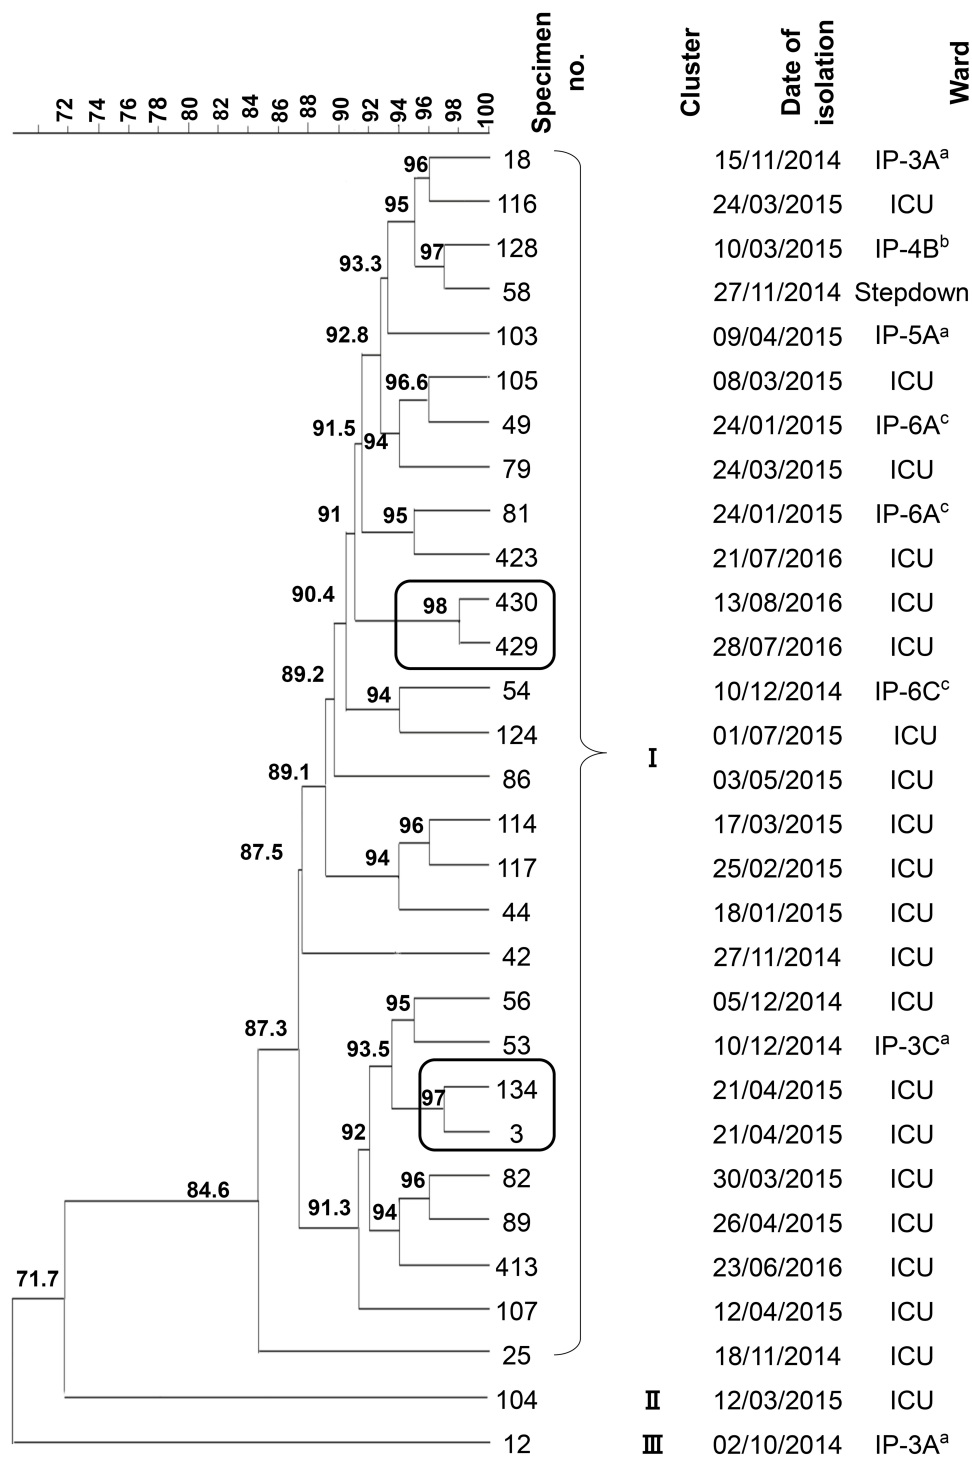 72 74 76 78 80 82 84 86 88 90 92 94 96 98 100 Specimen no. Cluster Date of isolation Ward
96 18 15/11/2014 IP-3Aᵃ
95 116 24/03/2015 ICU
97 128 10/03/2015 IP-4Bᵇ
93.3
58 27/11/2014 Stepdown
92.8 103 09/04/2015 IP-5Aᵃ
96.6 105 08/03/2015 ICU
91.5 49 24/01/2015 IP-6Aᶜ
94
79 24/03/2015 ICU
91 95 81 24/01/2015 IP-6Aᶜ
423 21/07/2016 ICU
90.4 98 430 13/08/2016 ICU
429 28/07/2016 ICU
89.2
94 54 10/12/2014 IP-6Cᶜ
124 01/07/2015 ICU
I
89.1 86 03/05/2015 ICU
96 114 17/03/2015 ICU
87.5 94 117 25/02/2015 ICU
44 18/01/2015 ICU
42 27/11/2014 ICU
95 56 05/12/2014 ICU
87.3
93.5 53 10/12/2014 IP-3Cᵃ
97 134 21/04/2015 ICU
92 3 21/04/2015 ICU
96 82 30/03/2015 ICU
84.6
91.3 94 89 26/04/2015 ICU
413 23/06/2016 ICU
71.7
107 12/04/2015 ICU
25 18/11/2014 ICU
104 II 12/03/2015 ICU
12 III 02/10/2014 IP-3Aᵃ